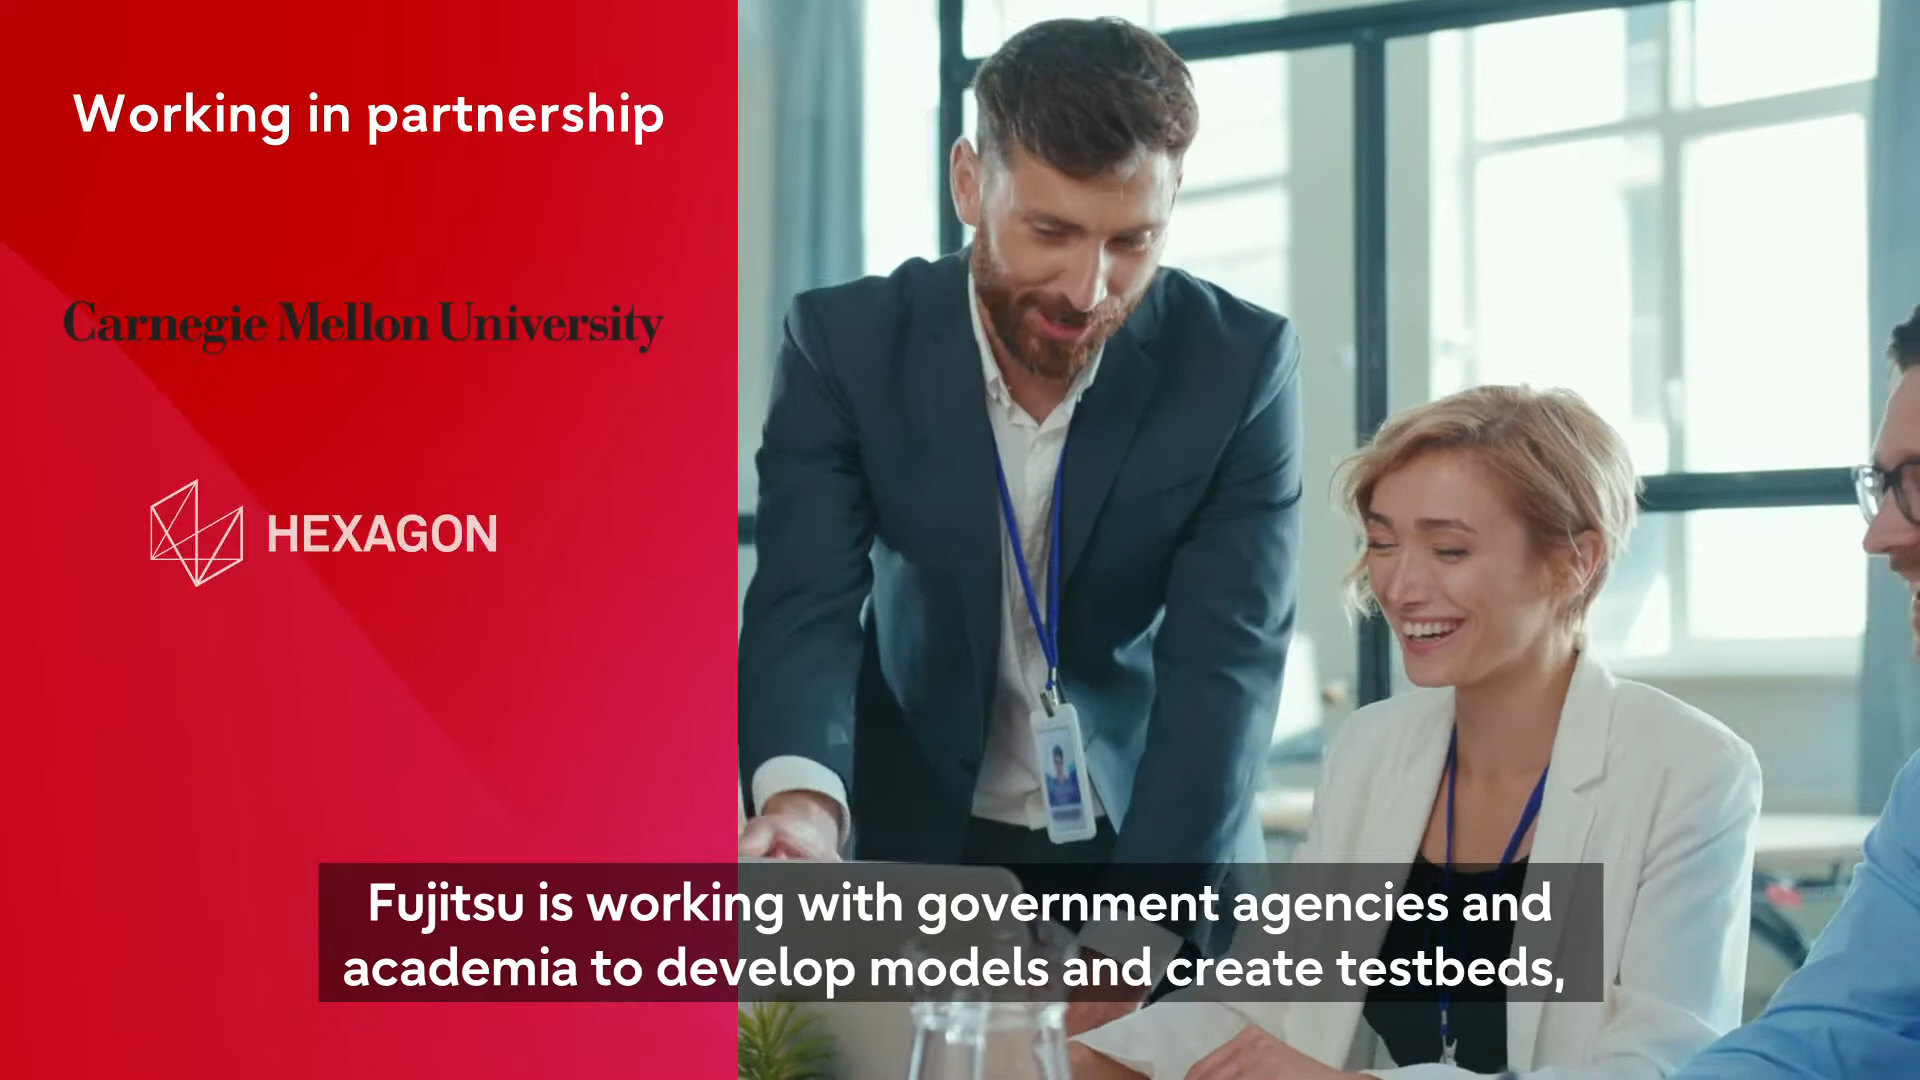 Working in partnership
Carnegie Mellon University
HEXAGON
Fujitsu is working with government agencies and
academia to develop models and create testbeds,